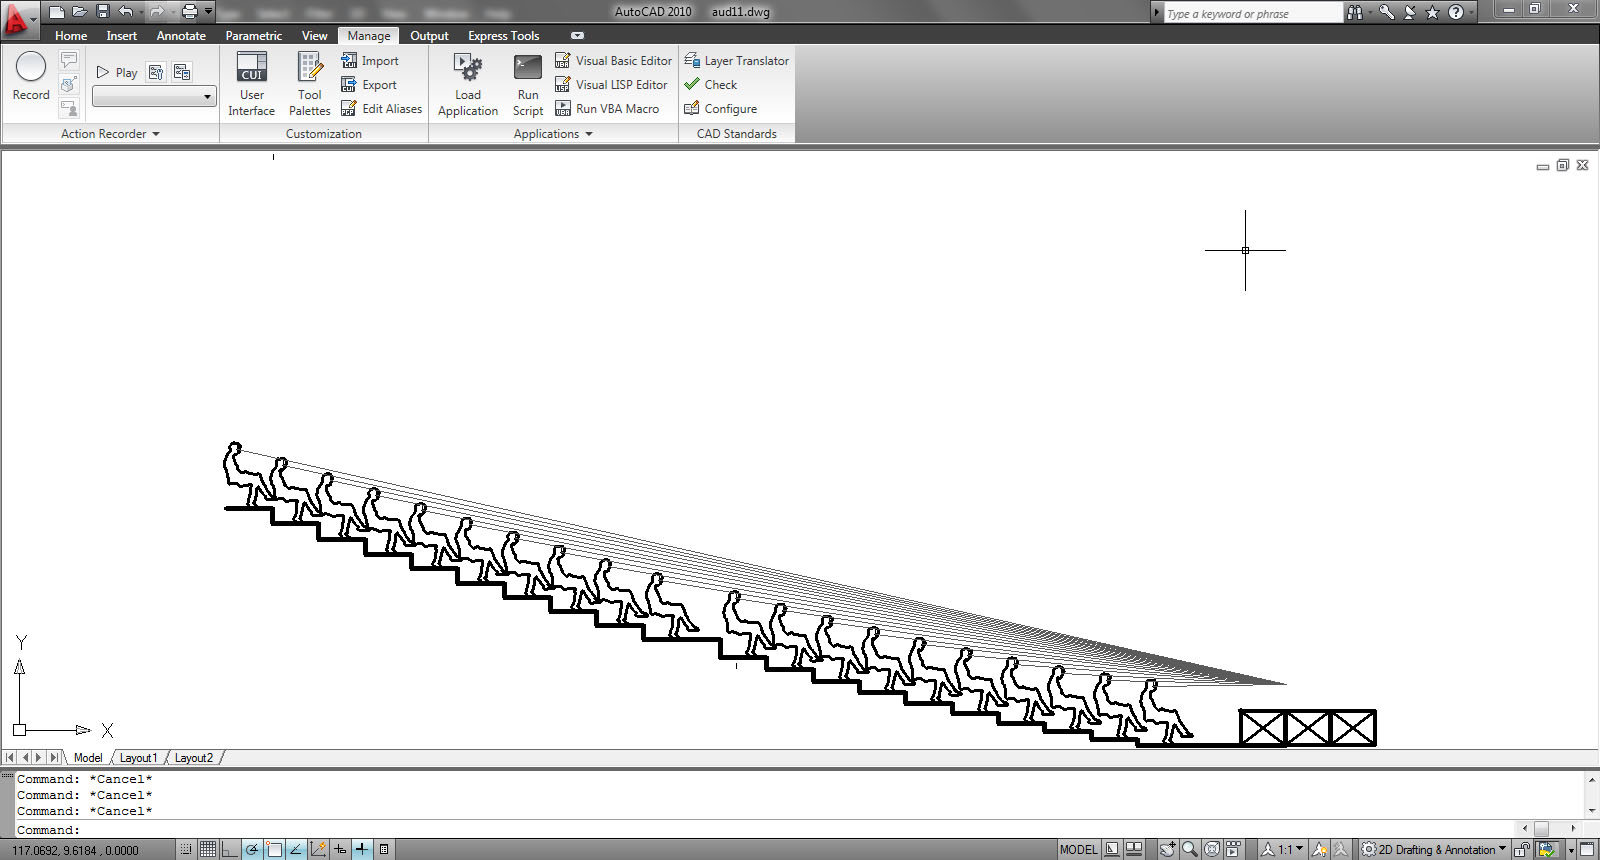 AutoCAD 2010 aud11.dwg
Type a keyword or phrase
Home Insert Annotate Parametric View Manage Output Express Tools
Record
Play
Action Recorder
CUI
User Interface
Tool Palettes
Import
Export
Edit Aliases
Customization
Load Application
Run Script
Visual Basic Editor
Visual LISP Editor
Run VBA Macro
Applications
Layer Translator
Check
Configure
CAD Standards
Y
X
Model Layout1 Layout2
Command: *Cancel*
Command: *Cancel*
Command: *Cancel*
Command:
117.0692, 9.6184 , 0.0000
MODEL
1:1
2D Drafting & Annotation